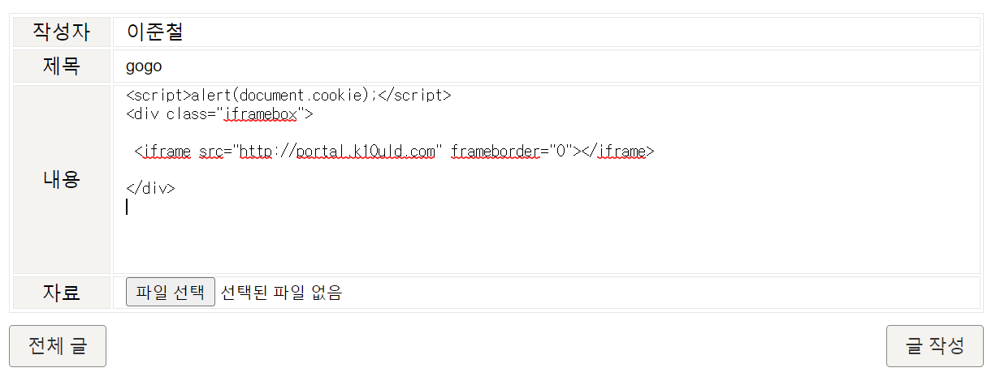 작성자 이준철
제목 gogo
내용
<script>alert(document.cookie);</script>
<div class="iframebox">
<iframe src="http://portal.k10uld.com" frameborder="0"></iframe>
</div>
자료 파일 선택 선택된 파일 없음
전체 글 글 작성